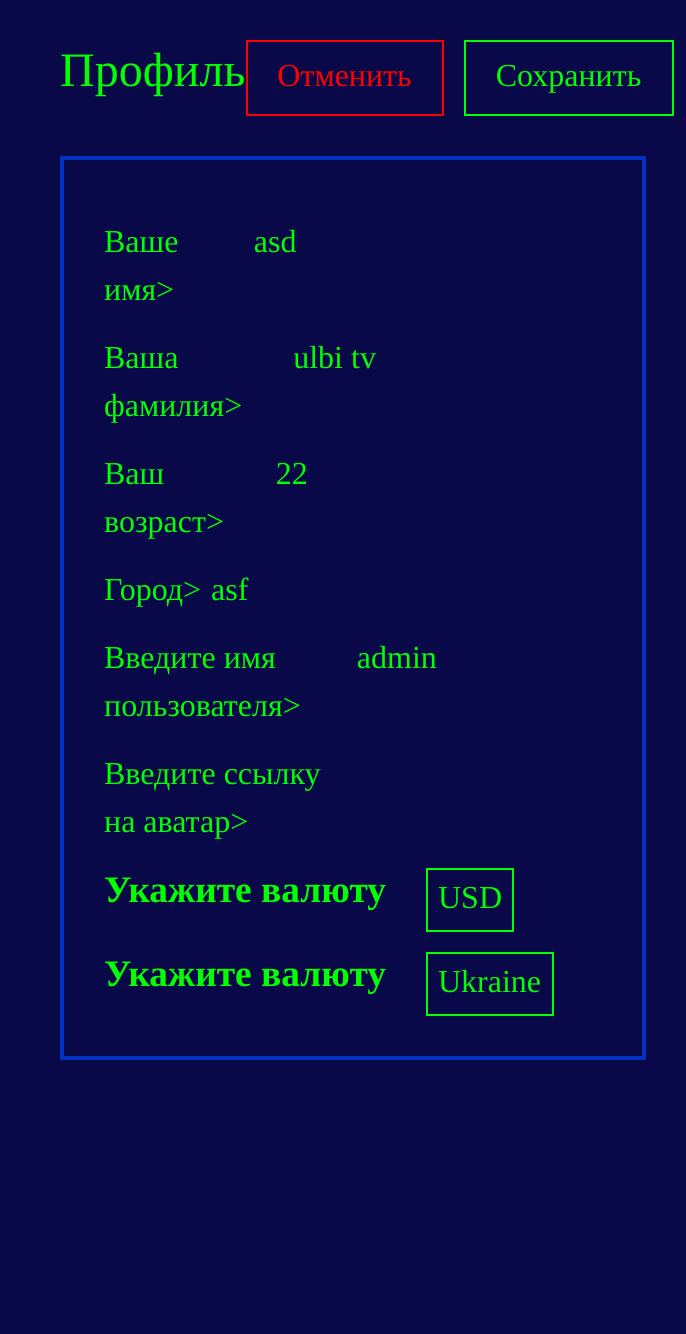 Профиль Отменить Сохранить
Ваше asd
имя>
Ваша ulbi tv
фамилия>
Ваш 22
возраст>
Город> asf
Введите имя admin
пользователя>
Введите ссылку
на аватар>
Укажите валюту USD
Укажите валюту Ukraine